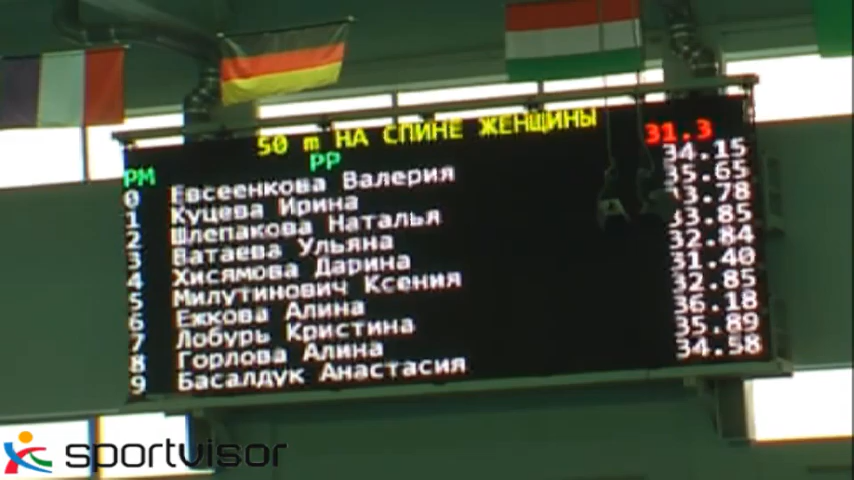 50 m НА СПИНЕ ЖЕНЩИНЫ 31.3
РМ РР
0 Евсеенкова Валерия 34.15
1 Куцева Ирина 35.65
2 Шлепакова Наталья 33.78
3 Ватаева Ульяна 33.85
4 Хисямова Дарина 32.84
5 Милутинович Ксения 31.40
6 Ежкова Алина 32.85
7 Лобурь Кристина 36.18
8 Горлова Алина 35.89
9 Басалдук Анастасия 34.58
sportvisor